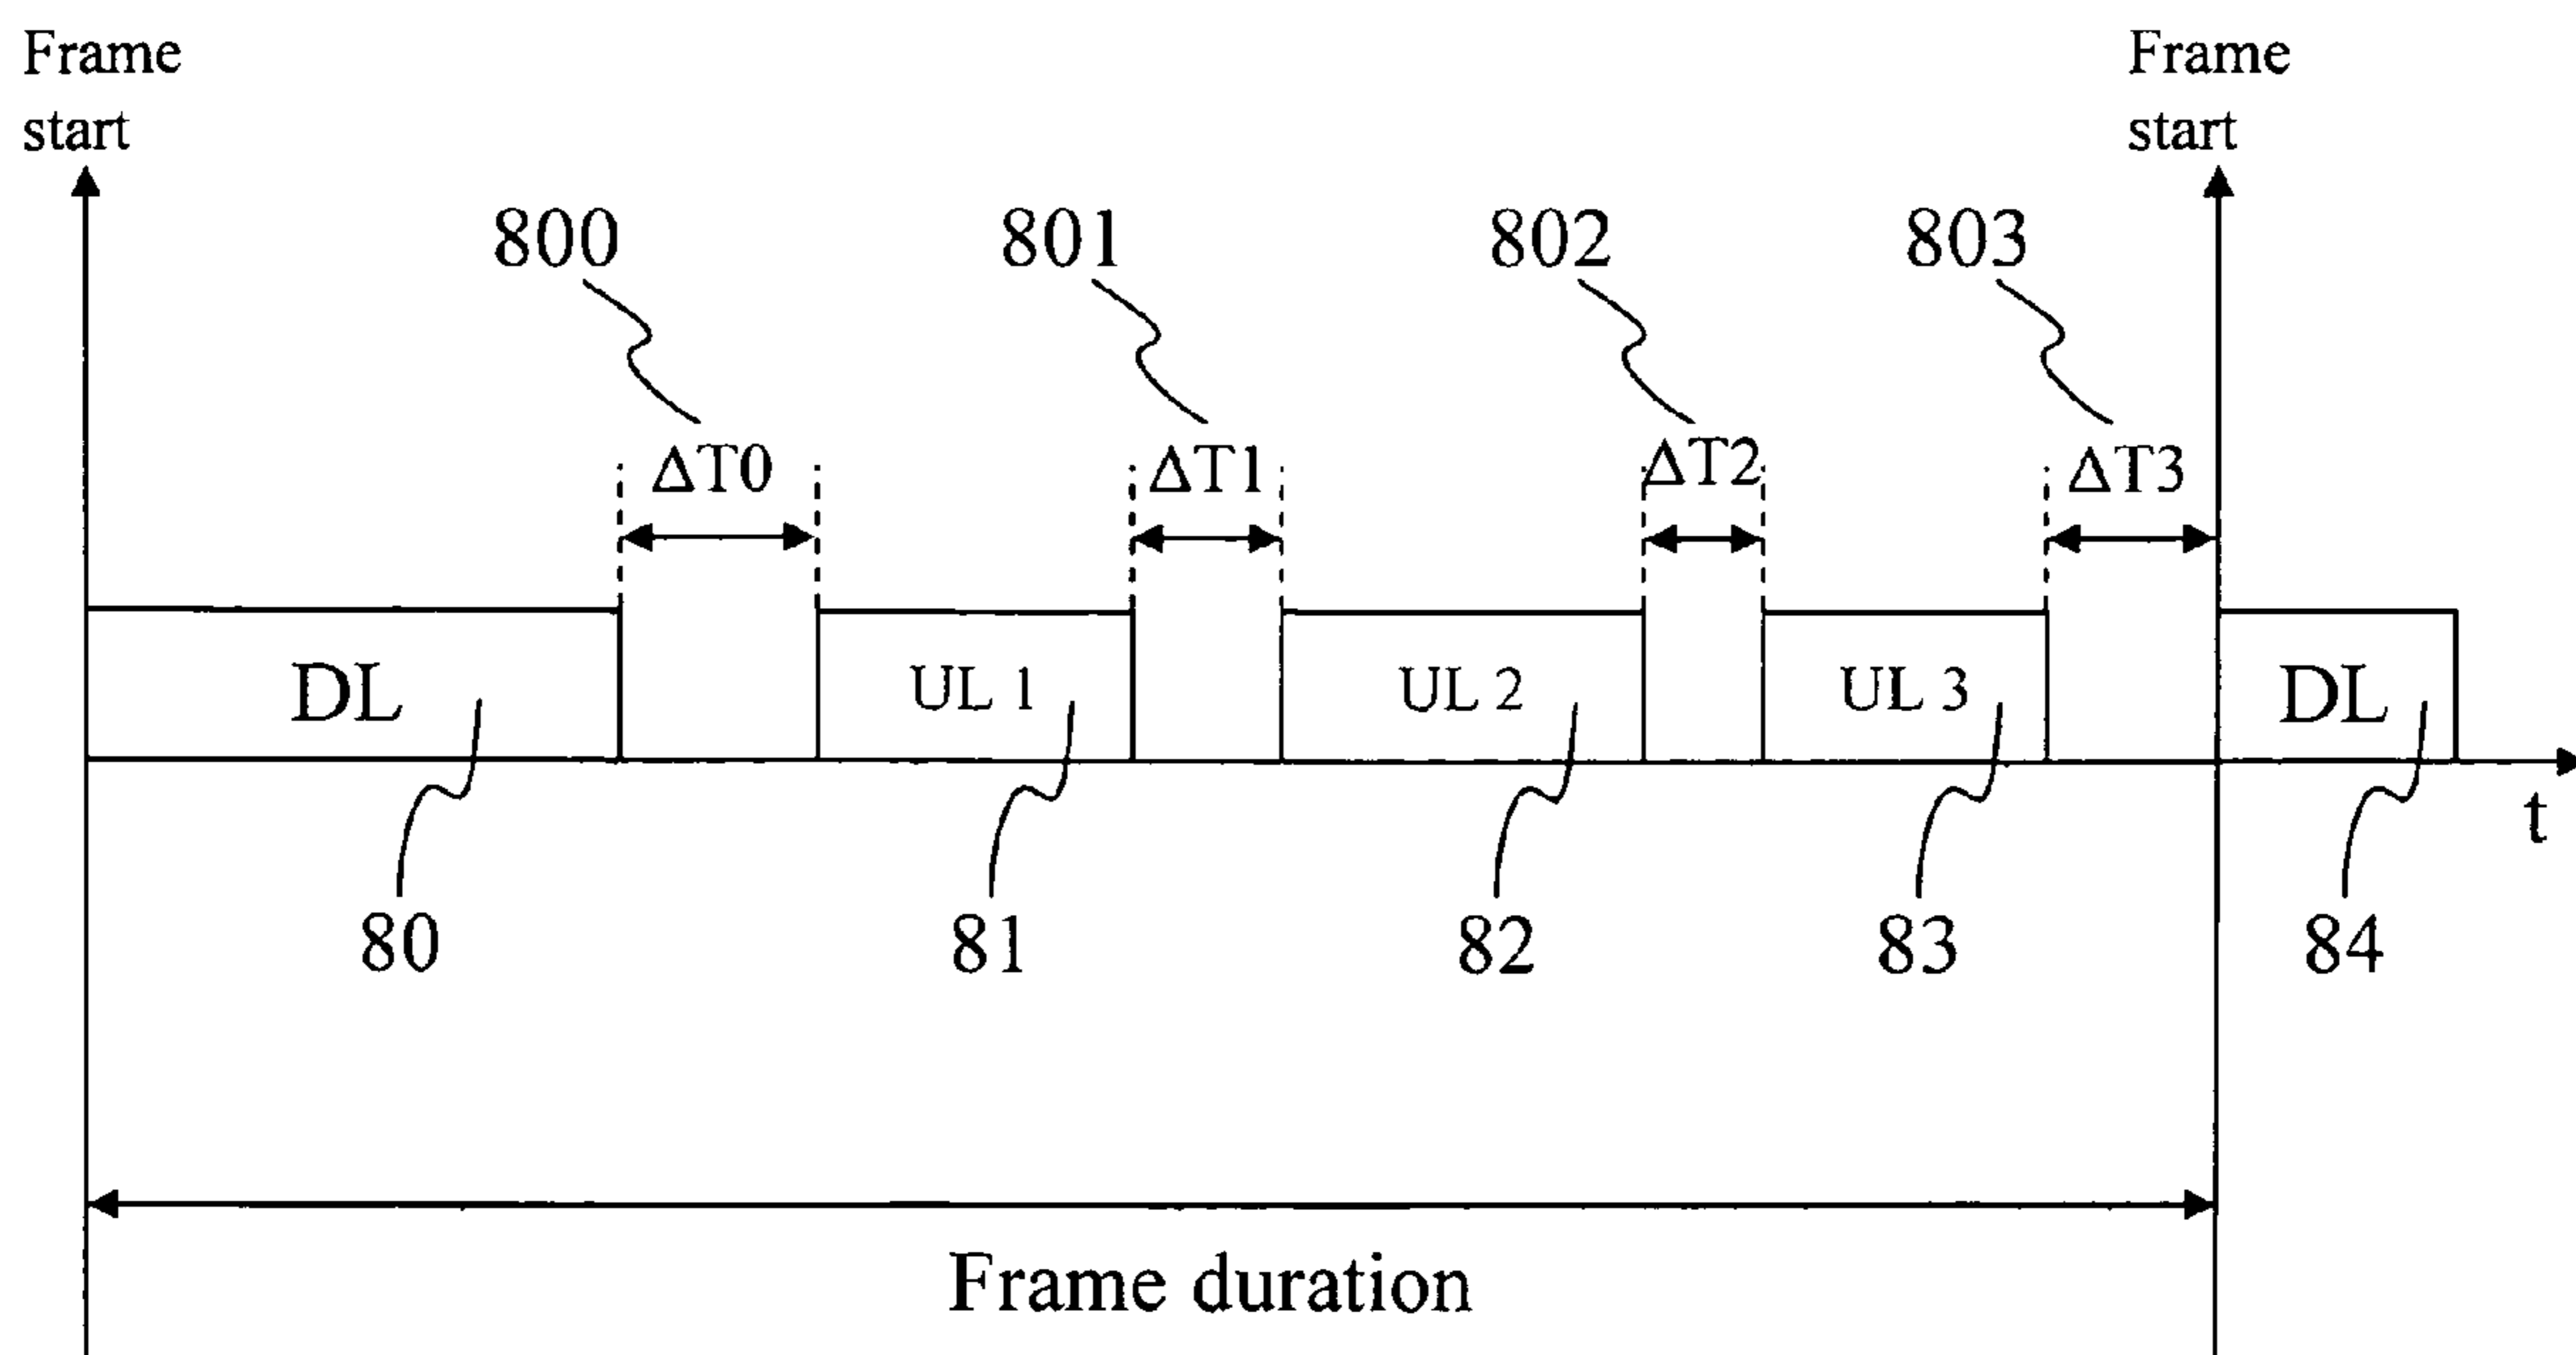 Frame
start
Frame
start
800
801
802
803
ΔT0
ΔT1
ΔT2
ΔT3
DL
UL 1
UL 2
UL 3
DL
t
80
81
82
83
84
Frame duration